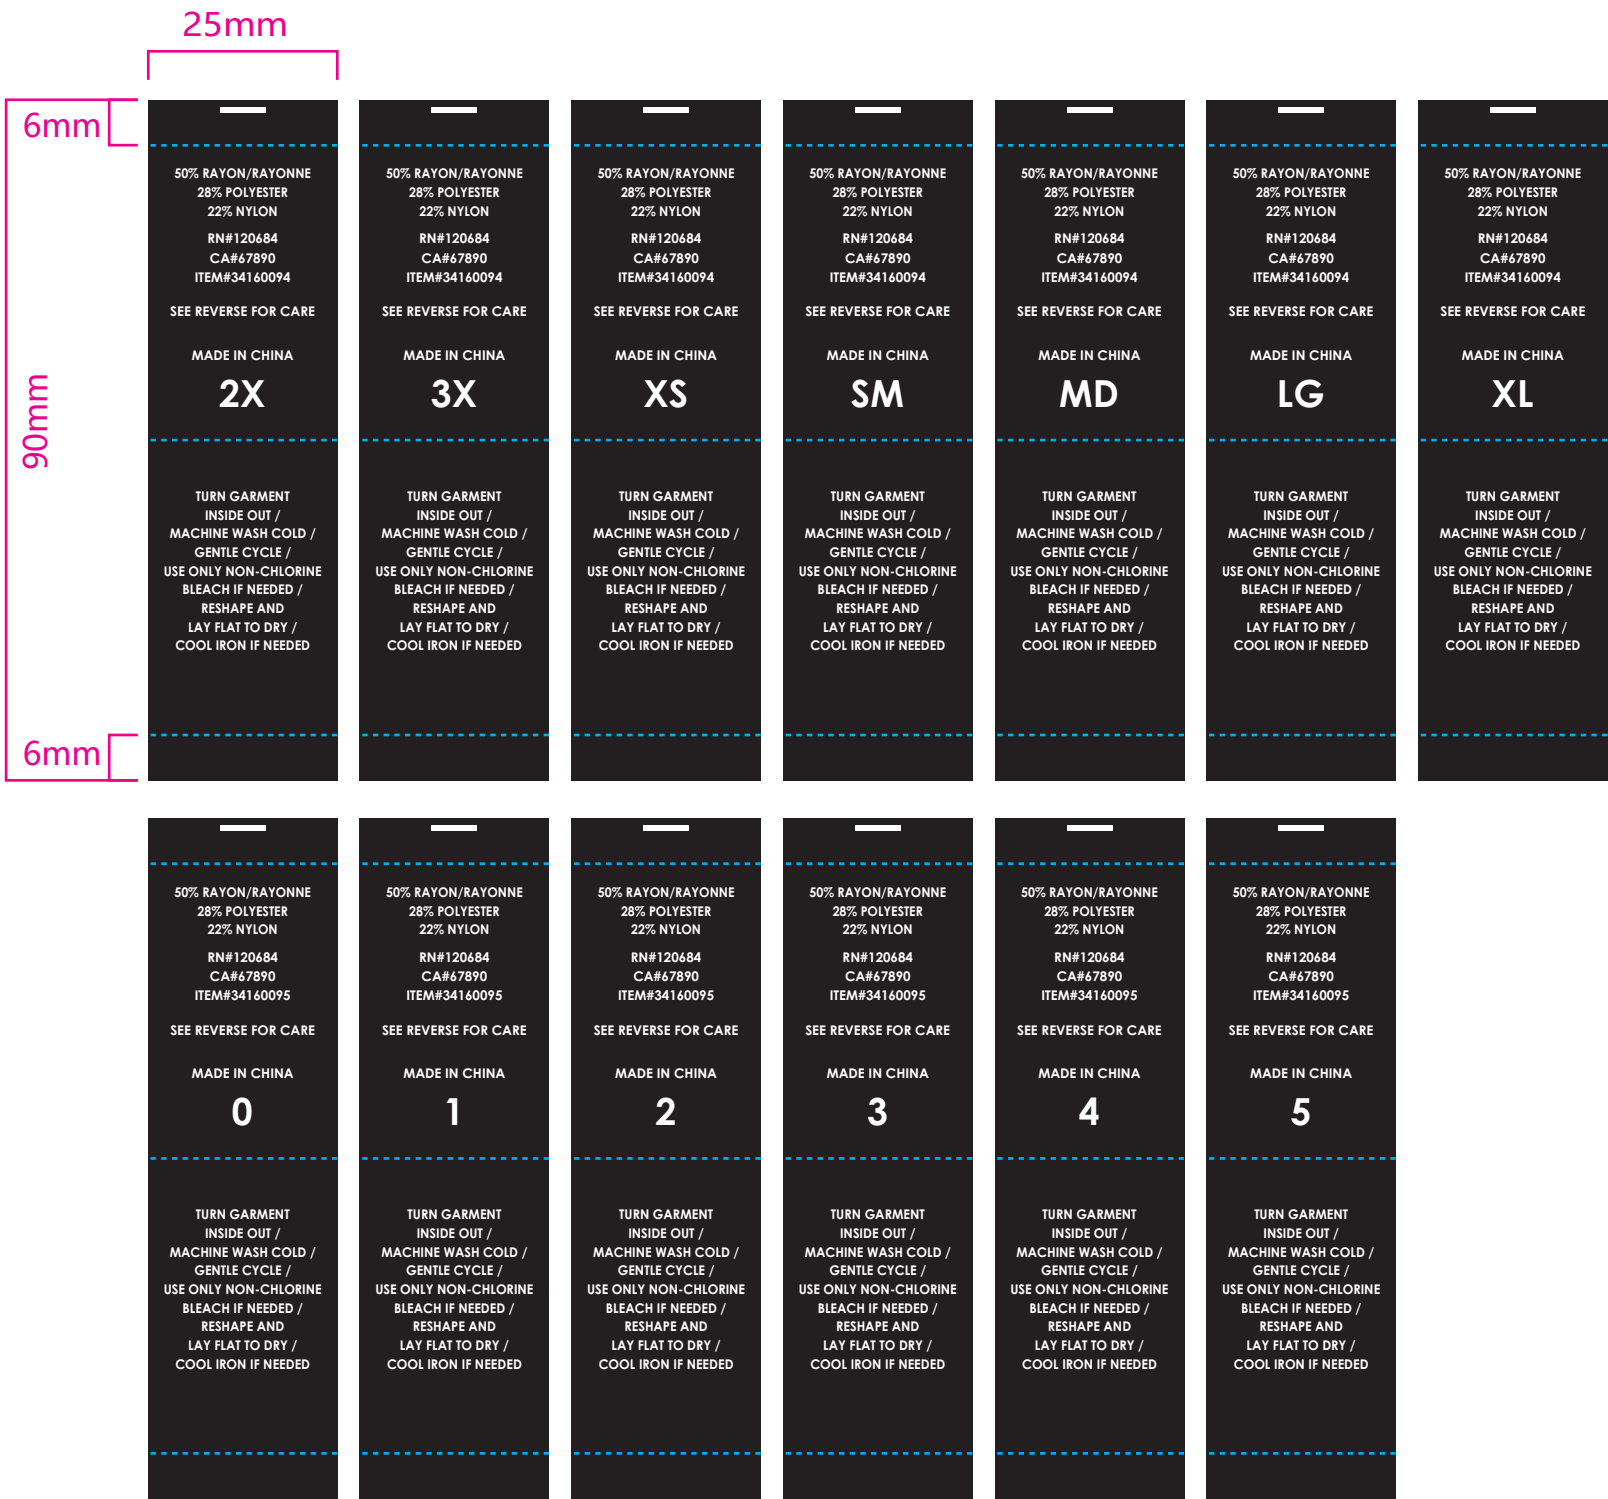 25mm
6mm
90mm
6mm
50% RAYON/RAYONNE
28% POLYESTER
22% NYLON
RN#120684
CA#67890
ITEM#34160094
SEE REVERSE FOR CARE
MADE IN CHINA
2X
TURN GARMENT
INSIDE OUT /
MACHINE WASH COLD /
GENTLE CYCLE /
USE ONLY NON-CHLORINE
BLEACH IF NEEDED /
RESHAPE AND
LAY FLAT TO DRY /
COOL IRON IF NEEDED
50% RAYON/RAYONNE
28% POLYESTER
22% NYLON
RN#120684
CA#67890
ITEM#34160094
SEE REVERSE FOR CARE
MADE IN CHINA
3X
TURN GARMENT
INSIDE OUT /
MACHINE WASH COLD /
GENTLE CYCLE /
USE ONLY NON-CHLORINE
BLEACH IF NEEDED /
RESHAPE AND
LAY FLAT TO DRY /
COOL IRON IF NEEDED
50% RAYON/RAYONNE
28% POLYESTER
22% NYLON
RN#120684
CA#67890
ITEM#34160094
SEE REVERSE FOR CARE
MADE IN CHINA
XS
TURN GARMENT
INSIDE OUT /
MACHINE WASH COLD /
GENTLE CYCLE /
USE ONLY NON-CHLORINE
BLEACH IF NEEDED /
RESHAPE AND
LAY FLAT TO DRY /
COOL IRON IF NEEDED
50% RAYON/RAYONNE
28% POLYESTER
22% NYLON
RN#120684
CA#67890
ITEM#34160094
SEE REVERSE FOR CARE
MADE IN CHINA
SM
TURN GARMENT
INSIDE OUT /
MACHINE WASH COLD /
GENTLE CYCLE /
USE ONLY NON-CHLORINE
BLEACH IF NEEDED /
RESHAPE AND
LAY FLAT TO DRY /
COOL IRON IF NEEDED
50% RAYON/RAYONNE
28% POLYESTER
22% NYLON
RN#120684
CA#67890
ITEM#34160094
SEE REVERSE FOR CARE
MADE IN CHINA
MD
TURN GARMENT
INSIDE OUT /
MACHINE WASH COLD /
GENTLE CYCLE /
USE ONLY NON-CHLORINE
BLEACH IF NEEDED /
RESHAPE AND
LAY FLAT TO DRY /
COOL IRON IF NEEDED
50% RAYON/RAYONNE
28% POLYESTER
22% NYLON
RN#120684
CA#67890
ITEM#34160094
SEE REVERSE FOR CARE
MADE IN CHINA
LG
TURN GARMENT
INSIDE OUT /
MACHINE WASH COLD /
GENTLE CYCLE /
USE ONLY NON-CHLORINE
BLEACH IF NEEDED /
RESHAPE AND
LAY FLAT TO DRY /
COOL IRON IF NEEDED
50% RAYON/RAYONNE
28% POLYESTER
22% NYLON
RN#120684
CA#67890
ITEM#34160094
SEE REVERSE FOR CARE
MADE IN CHINA
XL
TURN GARMENT
INSIDE OUT /
MACHINE WASH COLD /
GENTLE CYCLE /
USE ONLY NON-CHLORINE
BLEACH IF NEEDED /
RESHAPE AND
LAY FLAT TO DRY /
COOL IRON IF NEEDED
50% RAYON/RAYONNE
28% POLYESTER
22% NYLON
RN#120684
CA#67890
ITEM#34160095
SEE REVERSE FOR CARE
MADE IN CHINA
0
TURN GARMENT
INSIDE OUT /
MACHINE WASH COLD /
GENTLE CYCLE /
USE ONLY NON-CHLORINE
BLEACH IF NEEDED /
RESHAPE AND
LAY FLAT TO DRY /
COOL IRON IF NEEDED
50% RAYON/RAYONNE
28% POLYESTER
22% NYLON
RN#120684
CA#67890
ITEM#34160095
SEE REVERSE FOR CARE
MADE IN CHINA
1
TURN GARMENT
INSIDE OUT /
MACHINE WASH COLD /
GENTLE CYCLE /
USE ONLY NON-CHLORINE
BLEACH IF NEEDED /
RESHAPE AND
LAY FLAT TO DRY /
COOL IRON IF NEEDED
50% RAYON/RAYONNE
28% POLYESTER
22% NYLON
RN#120684
CA#67890
ITEM#34160095
SEE REVERSE FOR CARE
MADE IN CHINA
2
TURN GARMENT
INSIDE OUT /
MACHINE WASH COLD /
GENTLE CYCLE /
USE ONLY NON-CHLORINE
BLEACH IF NEEDED /
RESHAPE AND
LAY FLAT TO DRY /
COOL IRON IF NEEDED
50% RAYON/RAYONNE
28% POLYESTER
22% NYLON
RN#120684
CA#67890
ITEM#34160095
SEE REVERSE FOR CARE
MADE IN CHINA
3
TURN GARMENT
INSIDE OUT /
MACHINE WASH COLD /
GENTLE CYCLE /
USE ONLY NON-CHLORINE
BLEACH IF NEEDED /
RESHAPE AND
LAY FLAT TO DRY /
COOL IRON IF NEEDED
50% RAYON/RAYONNE
28% POLYESTER
22% NYLON
RN#120684
CA#67890
ITEM#34160095
SEE REVERSE FOR CARE
MADE IN CHINA
4
TURN GARMENT
INSIDE OUT /
MACHINE WASH COLD /
GENTLE CYCLE /
USE ONLY NON-CHLORINE
BLEACH IF NEEDED /
RESHAPE AND
LAY FLAT TO DRY /
COOL IRON IF NEEDED
50% RAYON/RAYONNE
28% POLYESTER
22% NYLON
RN#120684
CA#67890
ITEM#34160095
SEE REVERSE FOR CARE
MADE IN CHINA
5
TURN GARMENT
INSIDE OUT /
MACHINE WASH COLD /
GENTLE CYCLE /
USE ONLY NON-CHLORINE
BLEACH IF NEEDED /
RESHAPE AND
LAY FLAT TO DRY /
COOL IRON IF NEEDED